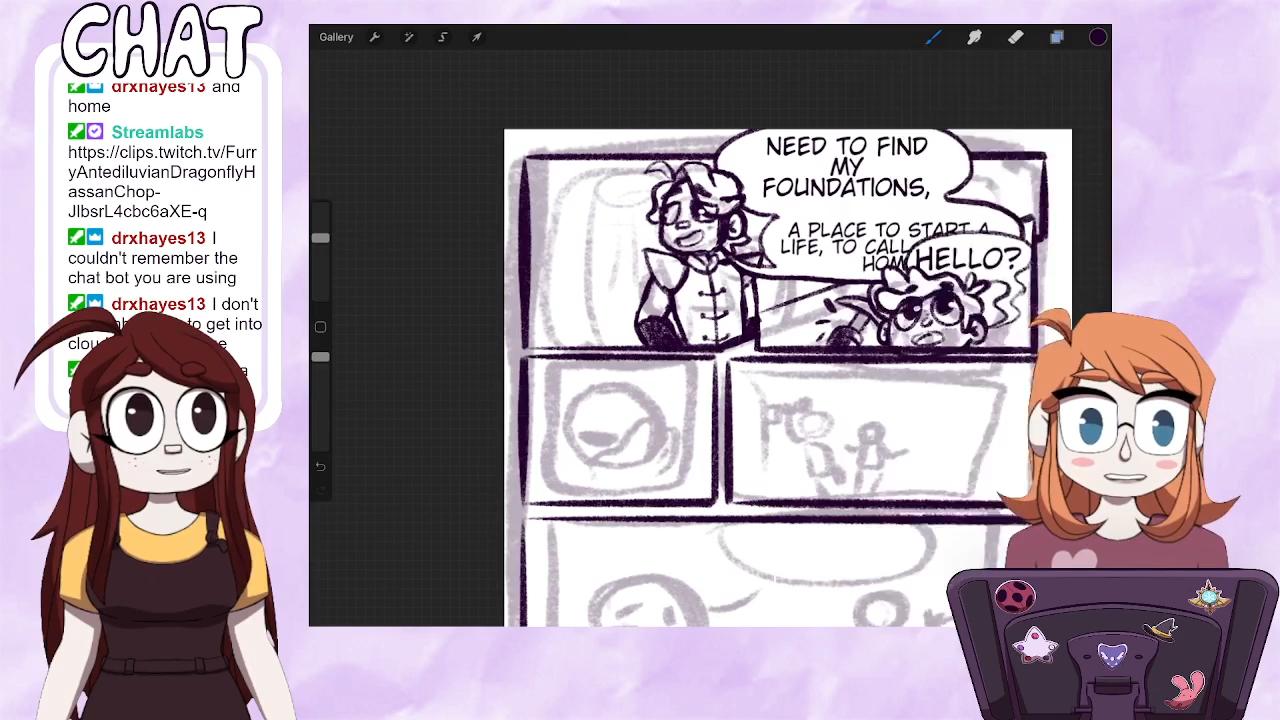 CHAT
drxhayes13 and
home
Streamlabs
https://clips.twitch.tv/Furr
yAntediluvianDragonflyH
assanChop-
JlbsrL4cbc6aXE-q
drxhayes13 I
couldn't remember the
chat bot you are using
drxhayes13 I don't
to get into
Gallery
NEED TO FIND
MY
FOUNDATIONS,
A PLACE TO START A
LIFE, TO CALL
HELLO?